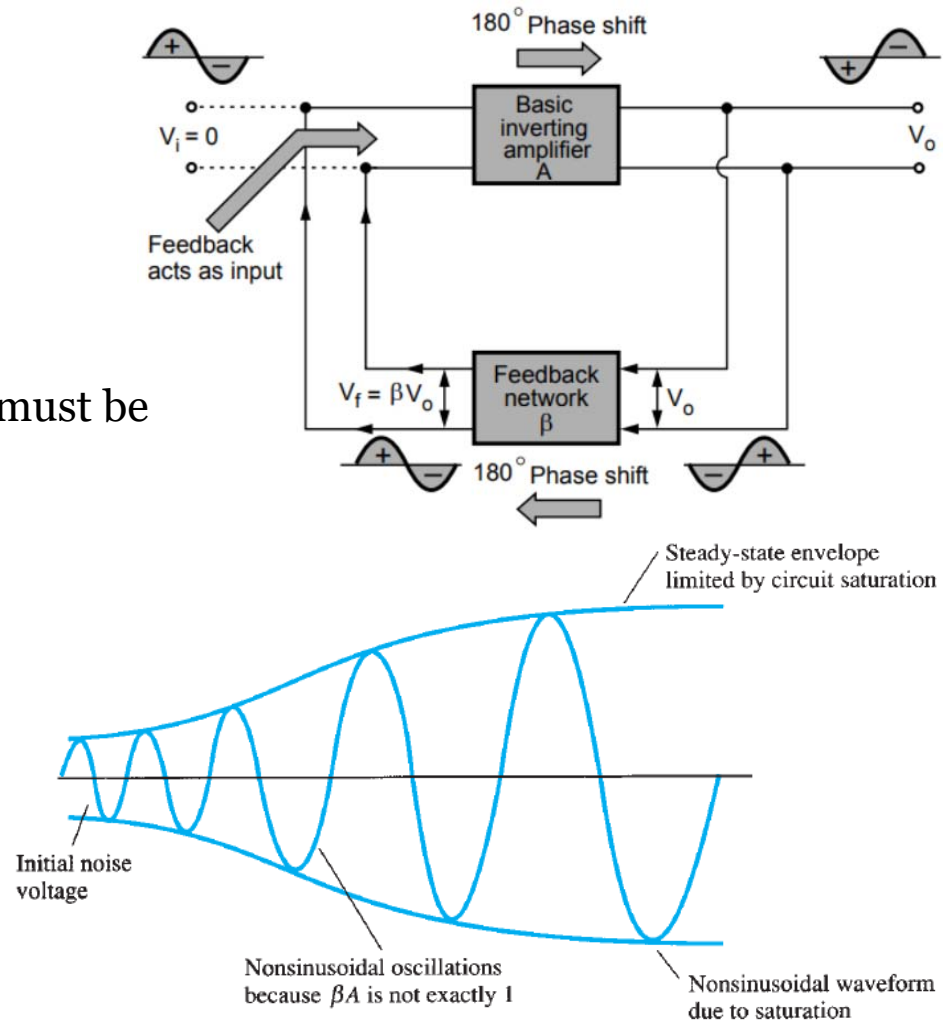 180° Phase shift
+
−
−
+
Vi = 0
Basic
inverting
amplifier
A
Vo
Feedback
acts as input
must be
Vf = βVo
Feedback
network
β
Vo
+
−
−
+
180° Phase shift
Steady-state envelope
limited by circuit saturation
Initial noise
voltage
Nonsinusoidal oscillations
because βA is not exactly 1
Nonsinusoidal waveform
due to saturation